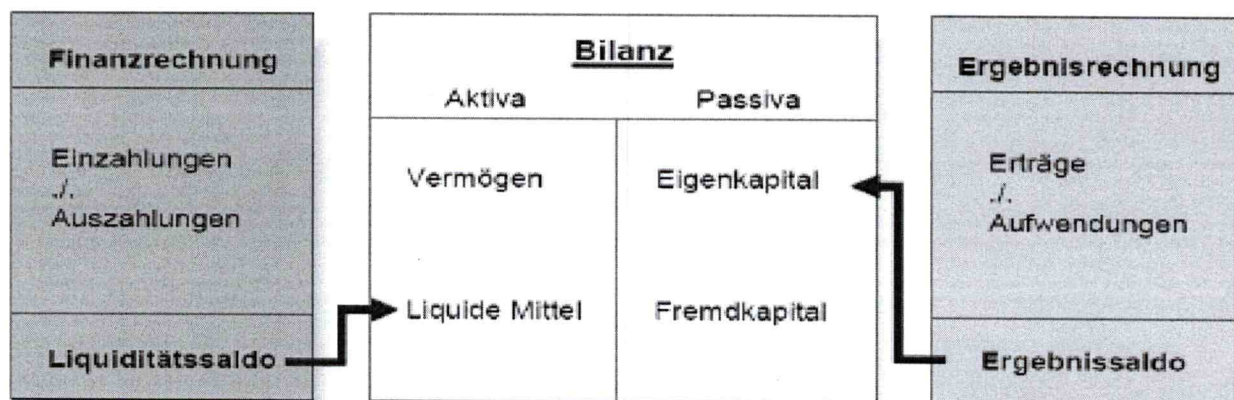 Finanzrechnung
Einzahlungen
./.
Auszahlungen
Liquiditätssaldo
Bilanz
Aktiva
Passiva
Vermögen
Eigenkapital
Liquide Mittel
Fremdkapital
Ergebnisrechnung
Erträge
./.
Aufwendungen
Ergebnissaldo